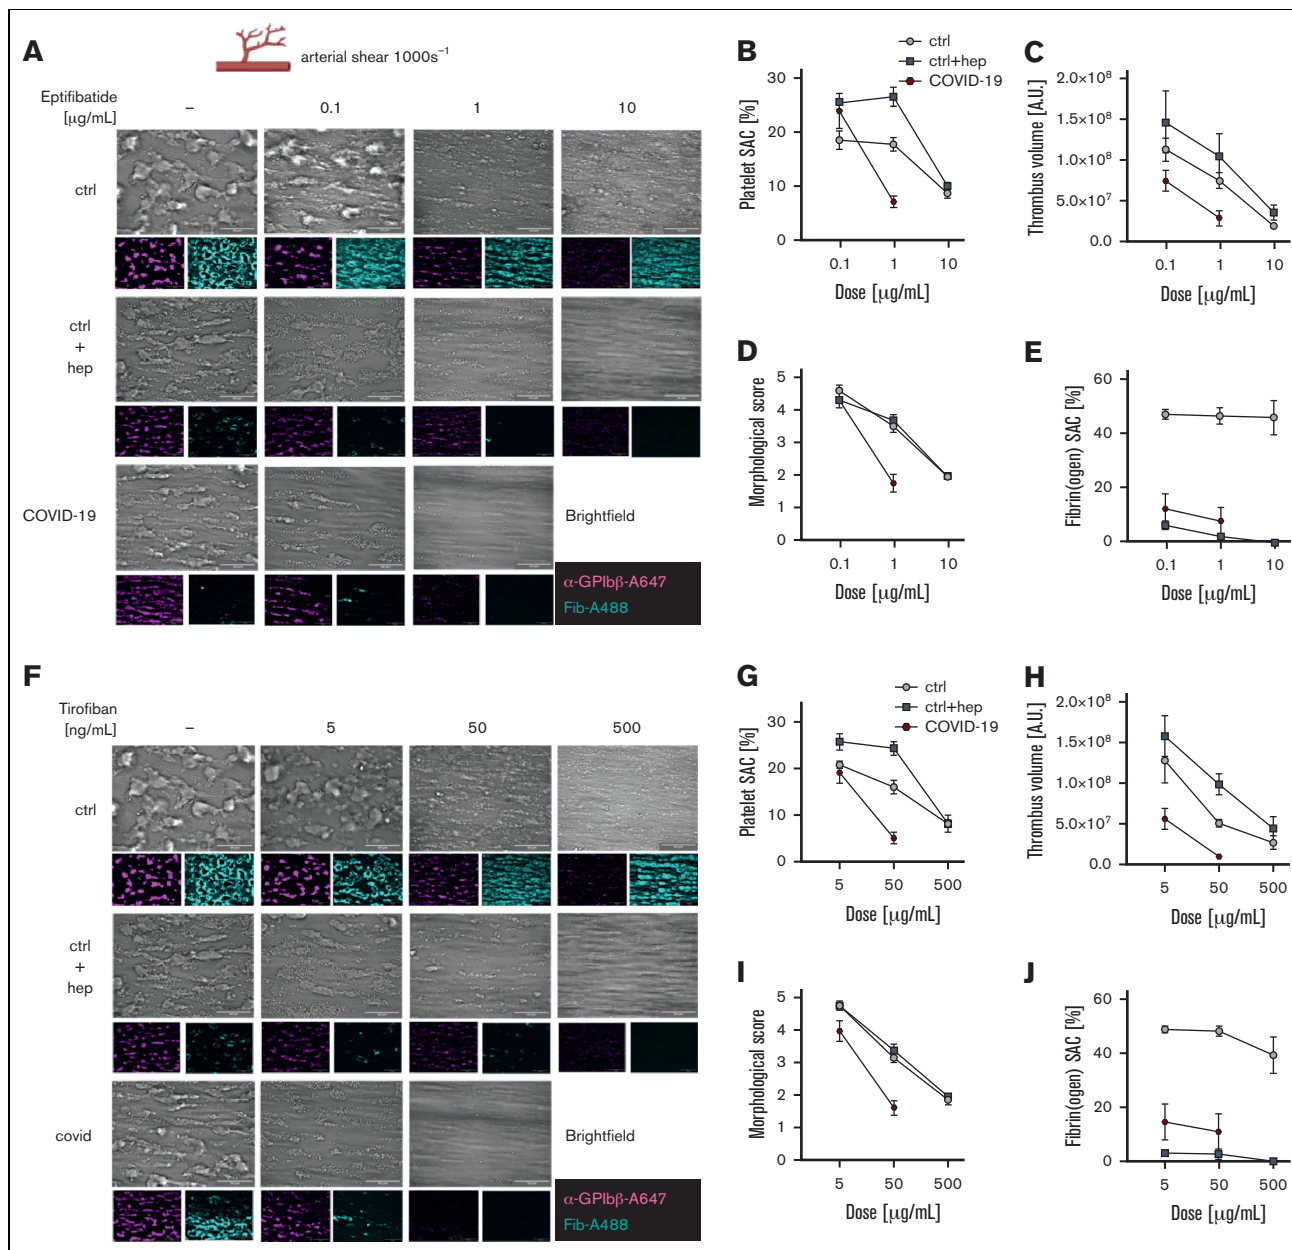 A
arterial shear 1000s⁻¹
Eptifibatide
[μg/mL]
– 0.1 1 10
ctrl
ctrl
+
hep
COVID-19
Brightfield
α-GPIbβ-A647
Fib-A488
B
ctrl
ctrl+hep
COVID-19
Platelet SAC [%]
30
20
10
0
0.1 1 10
Dose [μg/mL]
C
Thrombus volume [A.U.]
2.0×10⁸
1.5×10⁸
1.0×10⁸
5.0×10⁷
0.0
0.1 1 10
Dose [μg/mL]
D
Morphological score
5
4
3
2
1
0
0.1 1 10
Dose [μg/mL]
E
Fibrin(ogen) SAC [%]
60
40
20
0
0.1 1 10
Dose [μg/mL]
F
Tirofiban
[ng/mL]
– 5 50 500
ctrl
ctrl
+
hep
covid
Brightfield
α-GPIbβ-A647
Fib-A488
G
ctrl
ctrl+hep
COVID-19
Platelet SAC [%]
30
20
10
0
5 50 500
Dose [μg/mL]
H
Thrombus volume [A.U.]
2.0×10⁸
1.5×10⁸
1.0×10⁸
5.0×10⁷
0.0
5 50 500
Dose [μg/mL]
I
Morphological score
5
4
3
2
1
0
5 50 500
Dose [μg/mL]
J
Fibrin(ogen) SAC [%]
60
40
20
0
5 50 500
Dose [μg/mL]